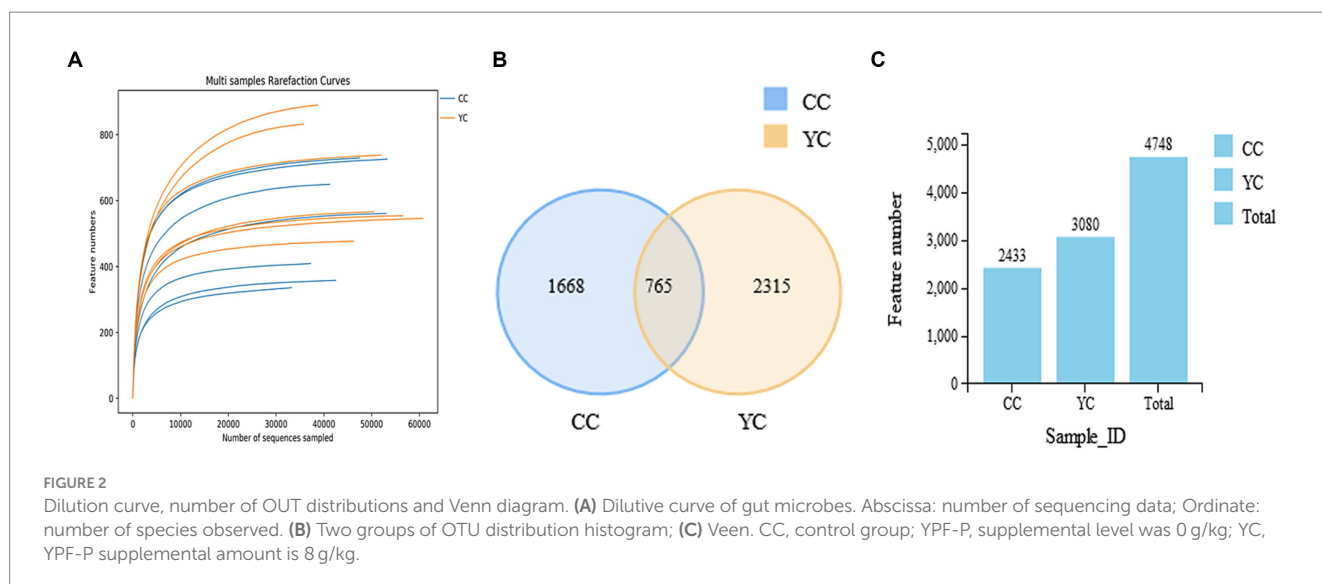 A
Multi samples Rarefaction Curves
CC
YC
Feature numbers
800
600
400
200
0
0 10000 20000 30000 40000 50000 60000
Number of sequences sampled
B
CC
YC
1668 765 2315
CC YC
C
CC
YC
Total
Feature number
5,000
4,000
3,000
2,000
1,000
0
2433
3080
4748
CC YC Total
Sample_ID
FIGURE 2
Dilution curve, number of OUT distributions and Venn diagram. (A) Dilutive curve of gut microbes. Abscissa: number of sequencing data; Ordinate:
number of species observed. (B) Two groups of OTU distribution histogram; (C) Veen. CC, control group; YPF-P, supplemental level was 0 g/kg; YC,
YPF-P supplemental amount is 8 g/kg.